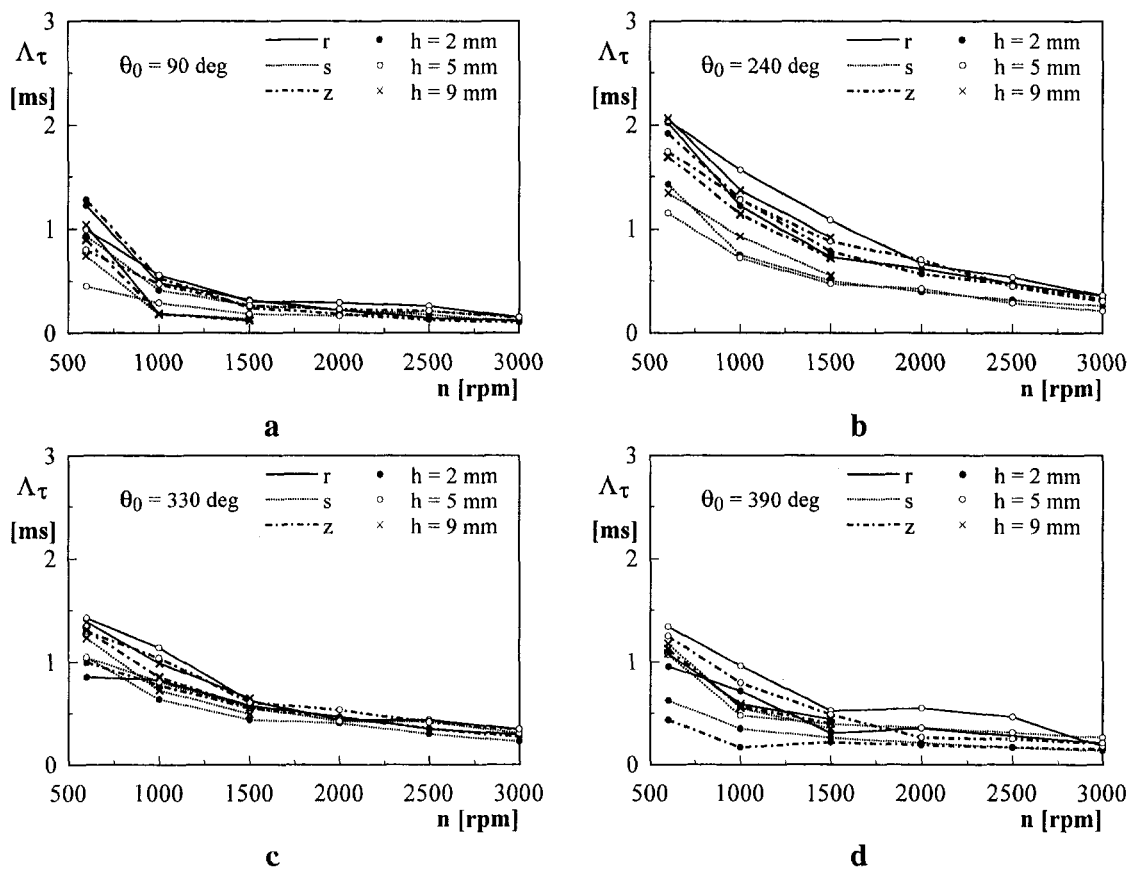 3
Λτ
[ms]
θ0 = 90 deg
r
h = 2 mm
s
h = 5 mm
z
h = 9 mm
2
1
0
500 1000 1500 2000 2500 3000
n [rpm]
a
3
Λτ
[ms]
θ0 = 240 deg
r
h = 2 mm
s
h = 5 mm
z
h = 9 mm
2
1
0
500 1000 1500 2000 2500 3000
n [rpm]
b
3
Λτ
[ms]
θ0 = 330 deg
r
h = 2 mm
s
h = 5 mm
z
h = 9 mm
2
1
0
500 1000 1500 2000 2500 3000
n [rpm]
c
3
Λτ
[ms]
θ0 = 390 deg
r
h = 2 mm
s
h = 5 mm
z
h = 9 mm
2
1
0
500 1000 1500 2000 2500 3000
n [rpm]
d